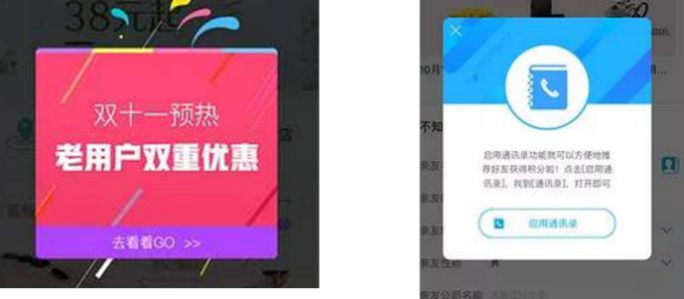 38元起
双十一预热
老用户双重优惠
去看看GO >>
店
10月
不知
启用通讯录功能就可以方便地推
荐好友获得积分啦！点击[启用通
讯录]，找到[通讯录]，打开即可
启用通讯录
亲友
亲友性别
男
亲友公司名称